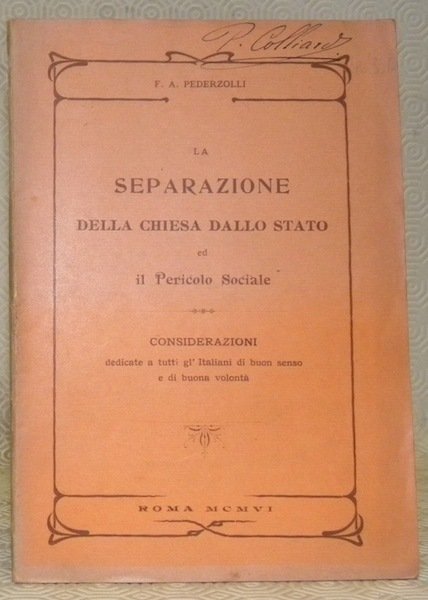 P. Colliard.
F. A. PEDERZOLLI
LA
SEPARAZIONE
DELLA CHIESA DALLO STATO
ed
il Pericolo Sociale
CONSIDERAZIONI
dedicate a tutti gl' Italiani di buon senso
e di buona volontà
ROMA MCMVI